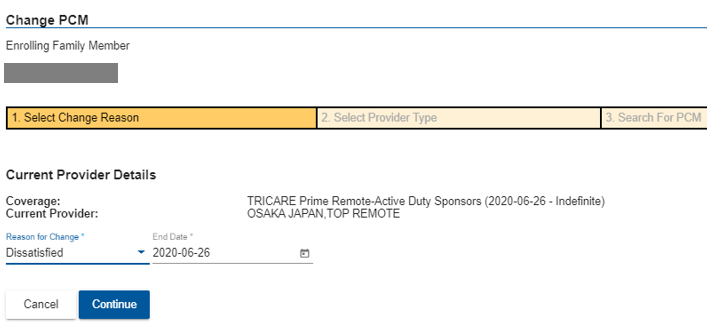 Change PCM
Enrolling Family Member
1. Select Change Reason
2. Select Provider Type
3. Search For PCM
Current Provider Details
Coverage: TRICARE Prime Remote-Active Duty Sponsors (2020-06-26 - Indefinite)
Current Provider: OSAKA JAPAN,TOP REMOTE
Reason for Change * End Date *
Dissatisfied 2020-06-26
Cancel Continue